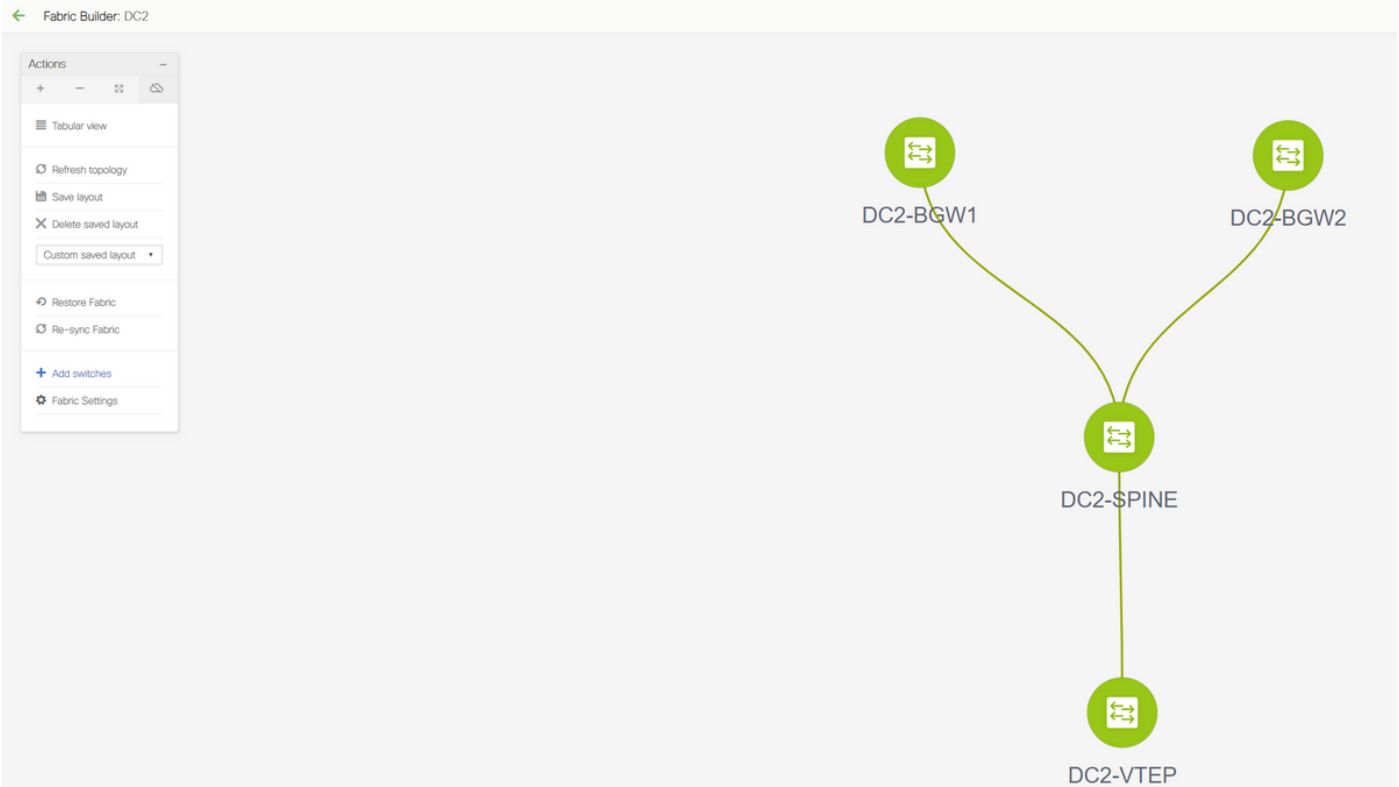 Fabric Builder: DC2
Actions
Tabular view
Refresh topology
Save layout
Delete saved layout
Custom saved layout
Restore Fabric
Re-sync Fabric
Add switches
Fabric Settings
DC2-BGW1
DC2-BGW2
DC2-SPINE
DC2-VTEP